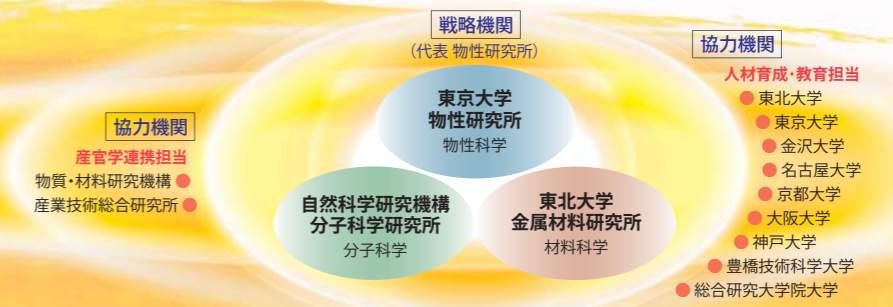 戦略機関
（代表 物性研究所）
東京大学
物性研究所
物性科学
自然科学研究機構
分子科学研究所
分子科学
東北大学
金属材料研究所
材料科学
協力機関
産官学連携担当
物質・材料研究機構
産業技術総合研究所
協力機関
人材育成・教育担当
東北大学
東京大学
金沢大学
名古屋大学
京都大学
大阪大学
神戸大学
豊橋技術科学大学
総合研究大学院大学